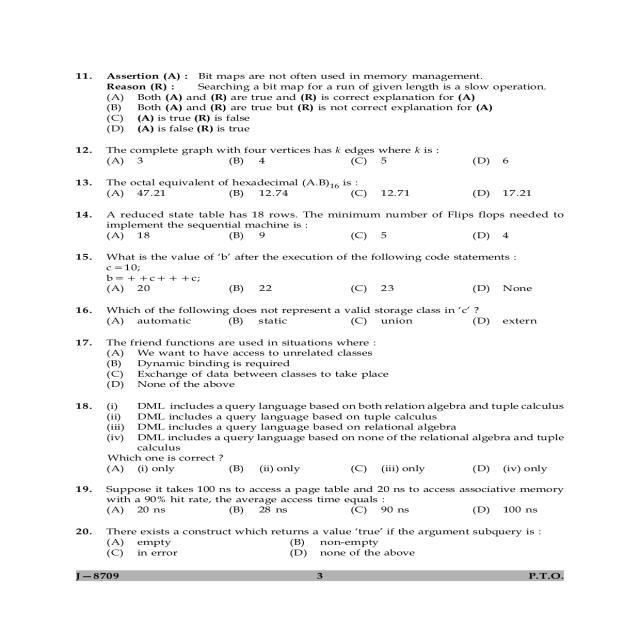 11. Assertion (A) : Bit maps are not often used in memory management.
Reason (R) : Searching a bit map for a run of given length is a slow operation.
(A) Both (A) and (R) are true and (R) is correct explanation for (A)
(B) Both (A) and (R) are true but (R) is not correct explanation for (A)
(C) (A) is true (R) is false
(D) (A) is false (R) is true
12. The complete graph with four vertices has k edges where k is :
(A) 3 (B) 4 (C) 5 (D) 6
13. The octal equivalent of hexadecimal (A.B)16 is :
(A) 47.21 (B) 12.74 (C) 12.71 (D) 17.21
14. A reduced state table has 18 rows. The minimum number of Flips flops needed to
implement the sequential machine is :
(A) 18 (B) 9 (C) 5 (D) 4
15. What is the value of 'b' after the execution of the following code statements :
c = 10;
b = + + c + + + c;
(A) 20 (B) 22 (C) 23 (D) None
16. Which of the following does not represent a valid storage class in 'c' ?
(A) automatic (B) static (C) union (D) extern
17. The friend functions are used in situations where :
(A) We want to have access to unrelated classes
(B) Dynamic binding is required
(C) Exchange of data between classes to take place
(D) None of the above
18. (i) DML includes a query language based on both relation algebra and tuple calculus
(ii) DML includes a query language based on tuple calculus
(iii) DML includes a query language based on relational algebra
(iv) DML includes a query language based on none of the relational algebra and tuple
calculus
Which one is correct ?
(A) (i) only (B) (ii) only (C) (iii) only (D) (iv) only
19. Suppose it takes 100 ns to access a page table and 20 ns to access associative memory
with a 90% hit rate, the average access time equals :
(A) 20 ns (B) 28 ns (C) 90 ns (D) 100 ns
20. There exists a construct which returns a value 'true' if the argument subquery is :
(A) empty (B) non-empty
(C) in error (D) none of the above
J—8709 3 P.T.O.